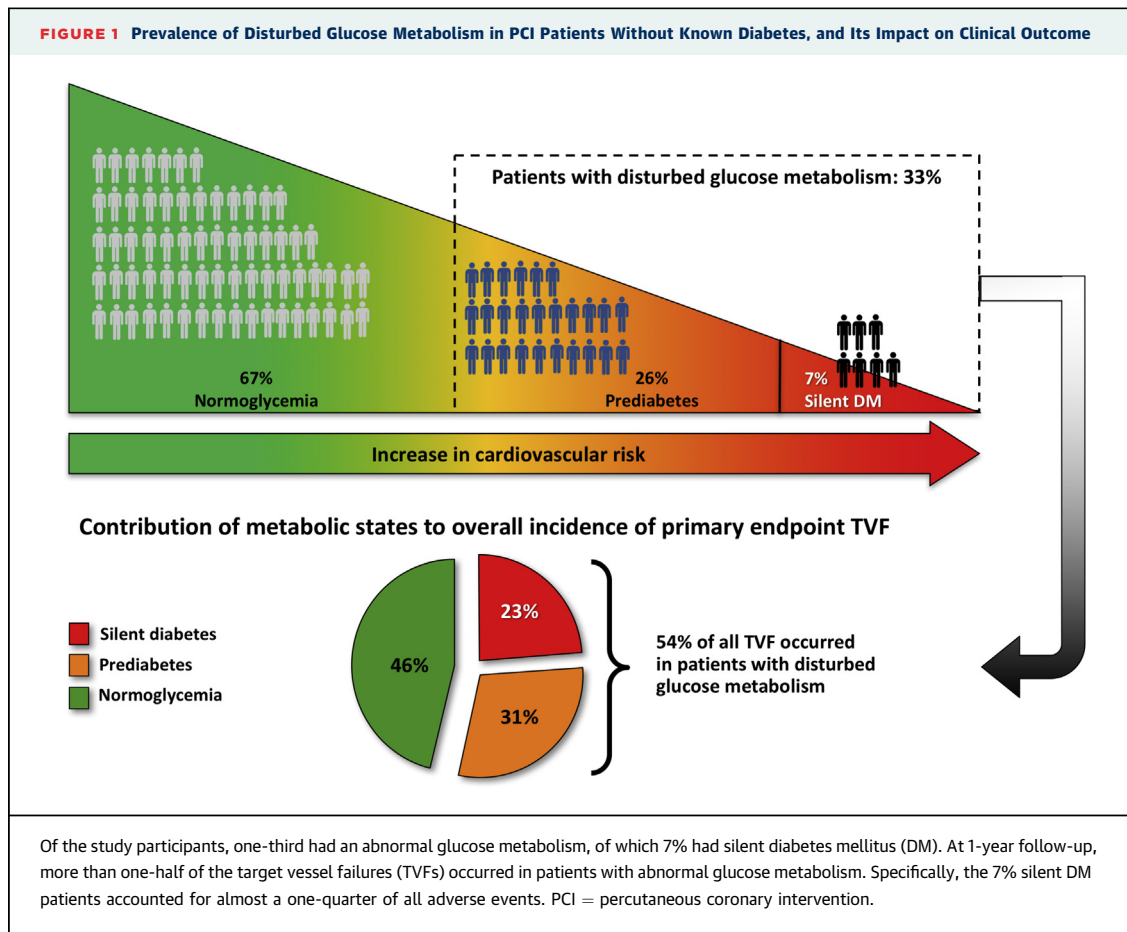 FIGURE 1 Prevalence of Disturbed Glucose Metabolism in PCI Patients Without Known Diabetes, and Its Impact on Clinical Outcome
Patients with disturbed glucose metabolism: 33%
67%
Normoglycemia
26%
Prediabetes
7%
Silent DM
Increase in cardiovascular risk
Contribution of metabolic states to overall incidence of primary endpoint TVF
Silent diabetes
Prediabetes
Normoglycemia
46%
23%
31%
54% of all TVF occurred
in patients with disturbed
glucose metabolism
Of the study participants, one-third had an abnormal glucose metabolism, of which 7% had silent diabetes mellitus (DM). At 1-year follow-up,
more than one-half of the target vessel failures (TVFs) occurred in patients with abnormal glucose metabolism. Specifically, the 7% silent DM
patients accounted for almost a one-quarter of all adverse events. PCI = percutaneous coronary intervention.